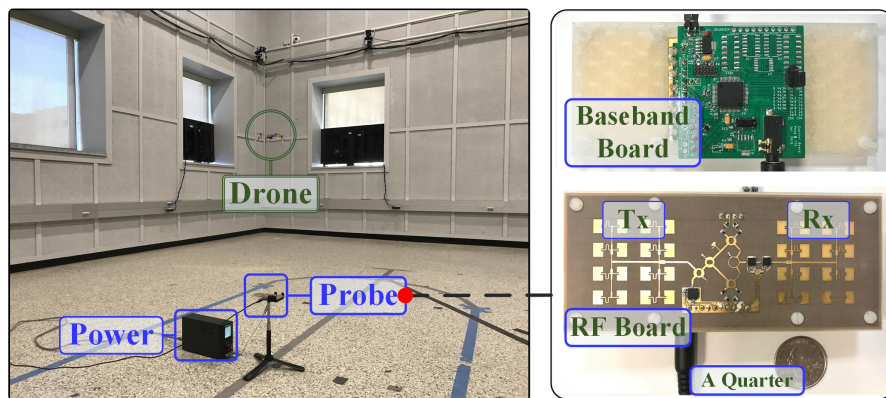 Drone
Probe
Power
Baseband
Board
Tx
Rx
RF Board
A Quarter